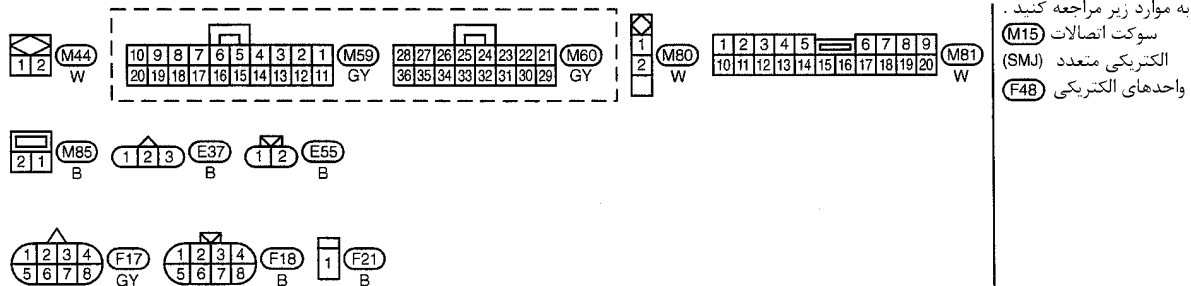 1 2 M44 W
10 9 8 7 6 5 4 3 2 1 M59
20 19 18 17 16 15 14 13 12 11 GY
28 27 26 25 24 23 22 21 M60
36 35 34 33 32 31 30 29 GY
1 2 M80 W
1 2 3 4 5 6 7 8 9 M81
10 11 12 13 14 15 16 17 18 19 20 W
2 1 M85 B
1 2 3 E37 B
1 2 E55 B
1 2 3 4 F17
5 6 7 8 GY
1 2 3 4 F18
5 6 7 8 B
1 F21 B
به موارد زیر مراجعه کنید .
سوکت اتصالات M15
الکتریکی متعدد (SMJ)
واحدهای الکتریکی F48